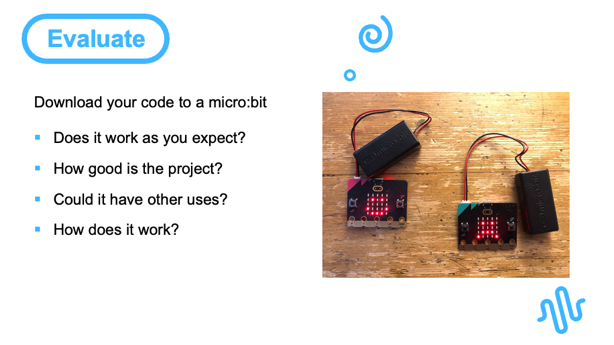 Evaluate
Download your code to a micro:bit
Does it work as you expect?
How good is the project?
Could it have other uses?
How does it work?